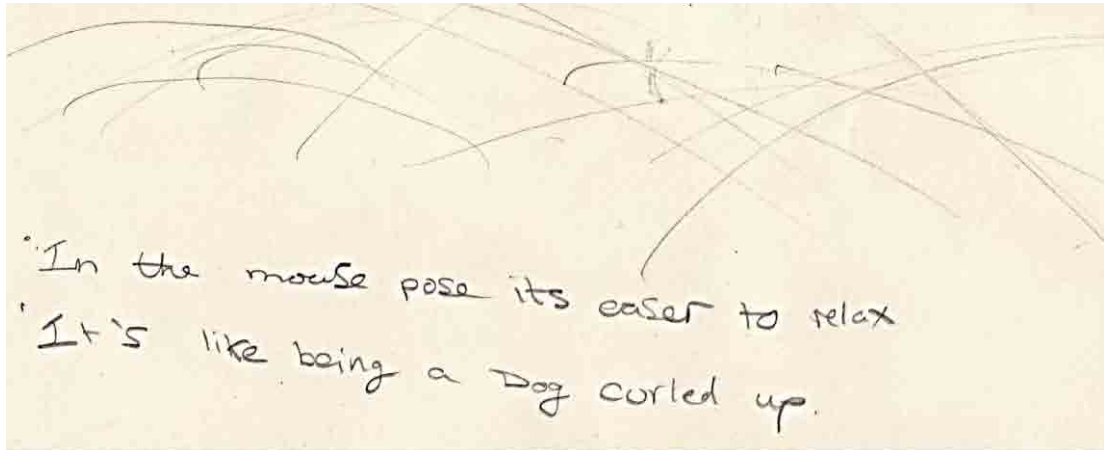 In the mouse pose its easer to relax
It's like being a Dog curled up.